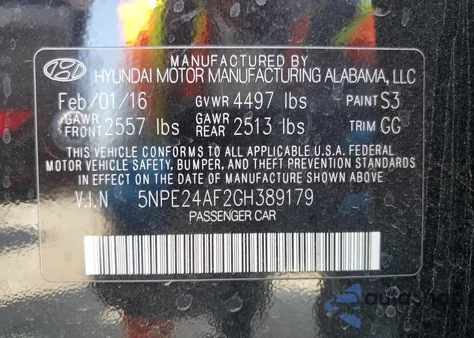 MANUFACTURED BY
HYUNDAI MOTOR MANUFACTURING ALABAMA, LLC
Feb/01/16 GVWR 4497 lbs PAINT S3
GAWR FRONT 2557 lbs GAWR REAR 2513 lbs TRIM GG
THIS VEHICLE CONFORMS TO ALL APPLICABLE U.S.A. FEDERAL
MOTOR VEHICLE SAFETY, BUMPER, AND THEFT PREVENTION STANDARDS
IN EFFECT ON THE DATE OF MANUFACTURE SHOWN ABOVE
V.I.N 5NPE24AF2GH389179
PASSENGER CAR